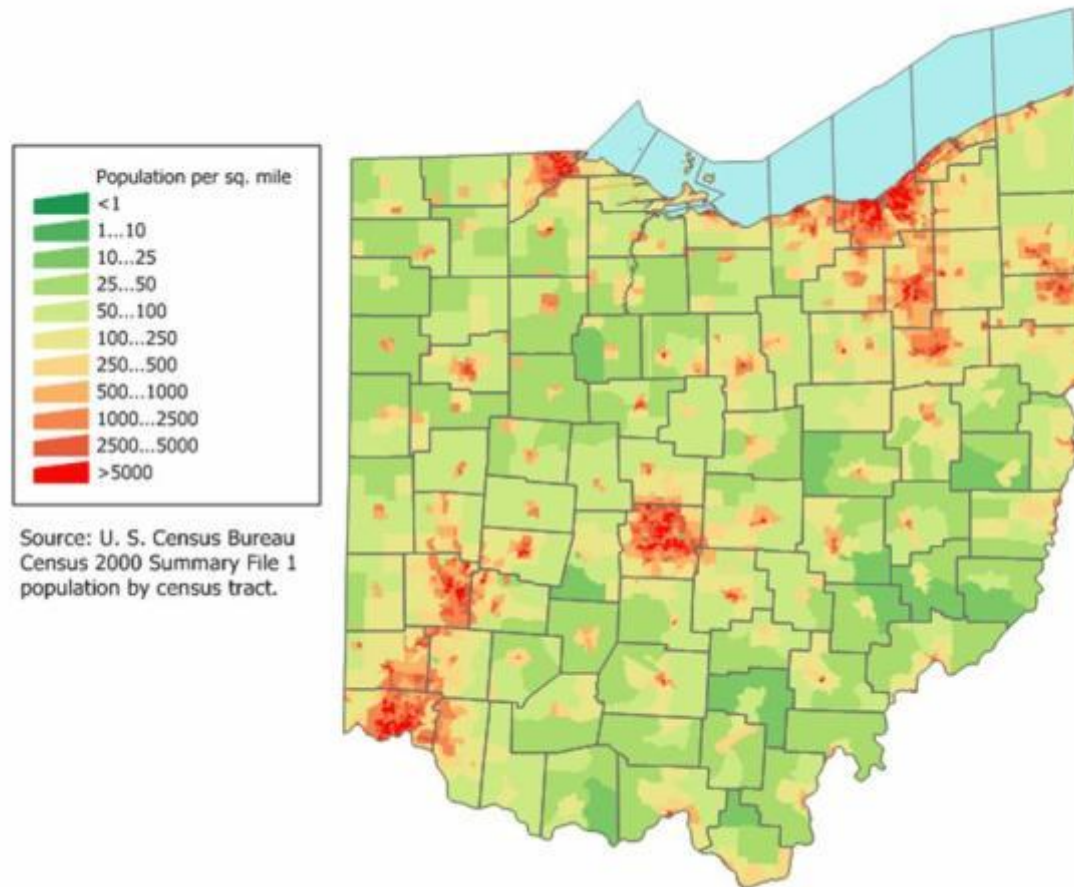 Population per sq. mile
<1
1...10
10...25
25...50
50...100
100...250
250...500
500...1000
1000...2500
2500...5000
>5000
Source: U. S. Census Bureau
Census 2000 Summary File 1
population by census tract.